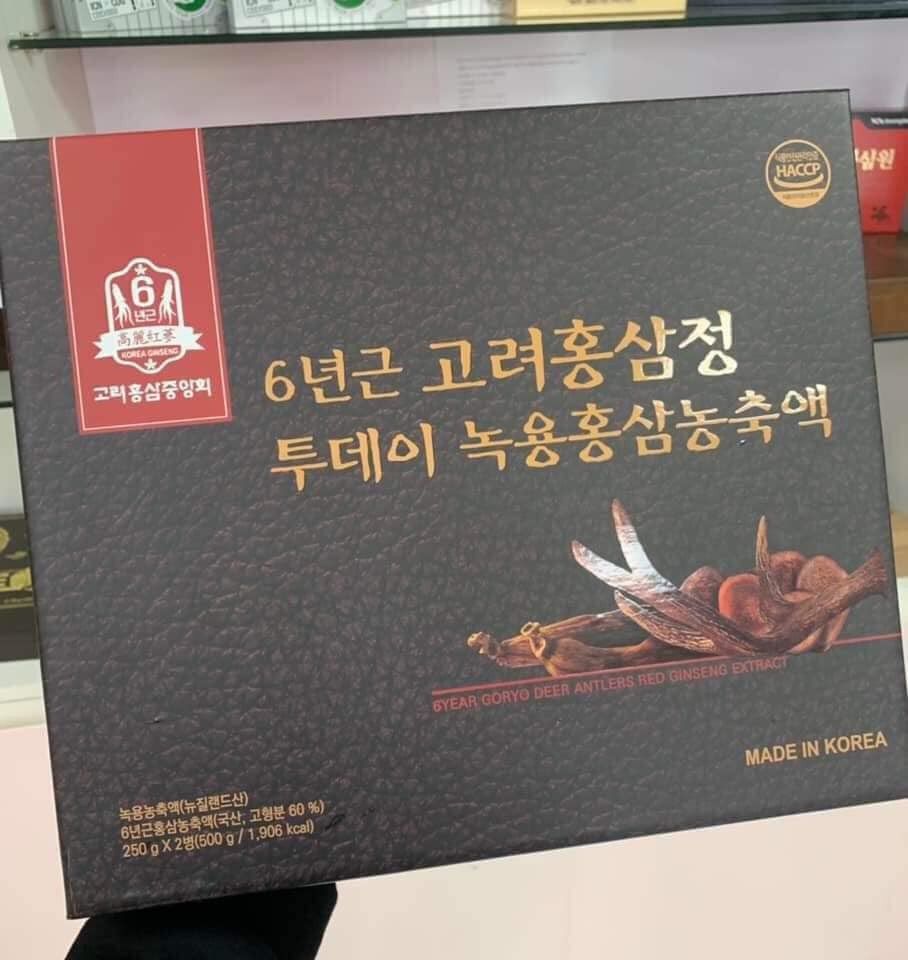 HACCP
6
년근
高麗紅蔘
KOREA GINSENG
고려홍삼중앙회
6년근 고려홍삼정
투데이 녹용홍삼농축액
6YEAR GORYO DEER ANTLERS RED GINSENG EXTRACT
MADE IN KOREA
녹용농축액(뉴질랜드산)
6년근홍삼농축액(국산, 고형분 60 %)
250 g X 2병(500 g / 1,906 kcal)